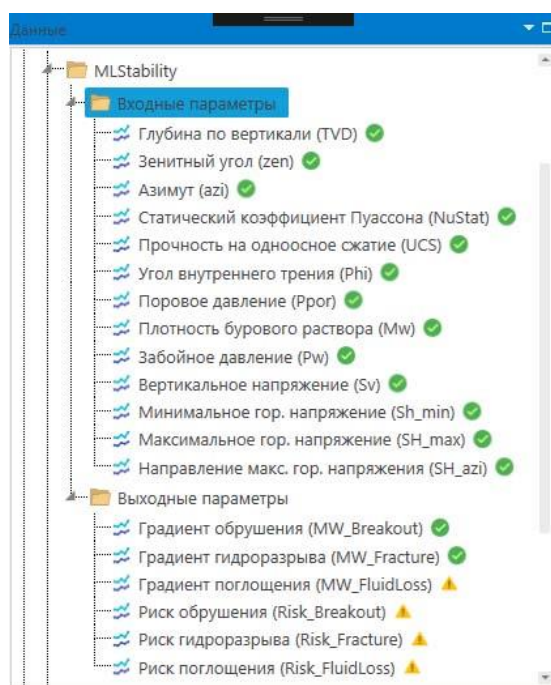 Данные
MLStability
Входные параметры
Глубина по вертикали (TVD)
Зенитный угол (zen)
Азимут (azi)
Статический коэффициент Пуассона (NuStat)
Прочность на одноосное сжатие (UCS)
Угол внутреннего трения (Phi)
Поровое давление (Ppor)
Плотность бурового раствора (Mw)
Забойное давление (Pw)
Вертикальное напряжение (Sv)
Минимальное гор. напряжение (Sh_min)
Максимальное гор. напряжение (SH_max)
Направление макс. гор. напряжения (SH_azi)
Выходные параметры
Градиент обрушения (MW_Breakout)
Градиент гидроразрыва (MW_Fracture)
Градиент поглощения (MW_FluidLoss)
Риск обрушения (Risk_Breakout)
Риск гидроразрыва (Risk_Fracture)
Риск поглощения (Risk_FluidLoss)